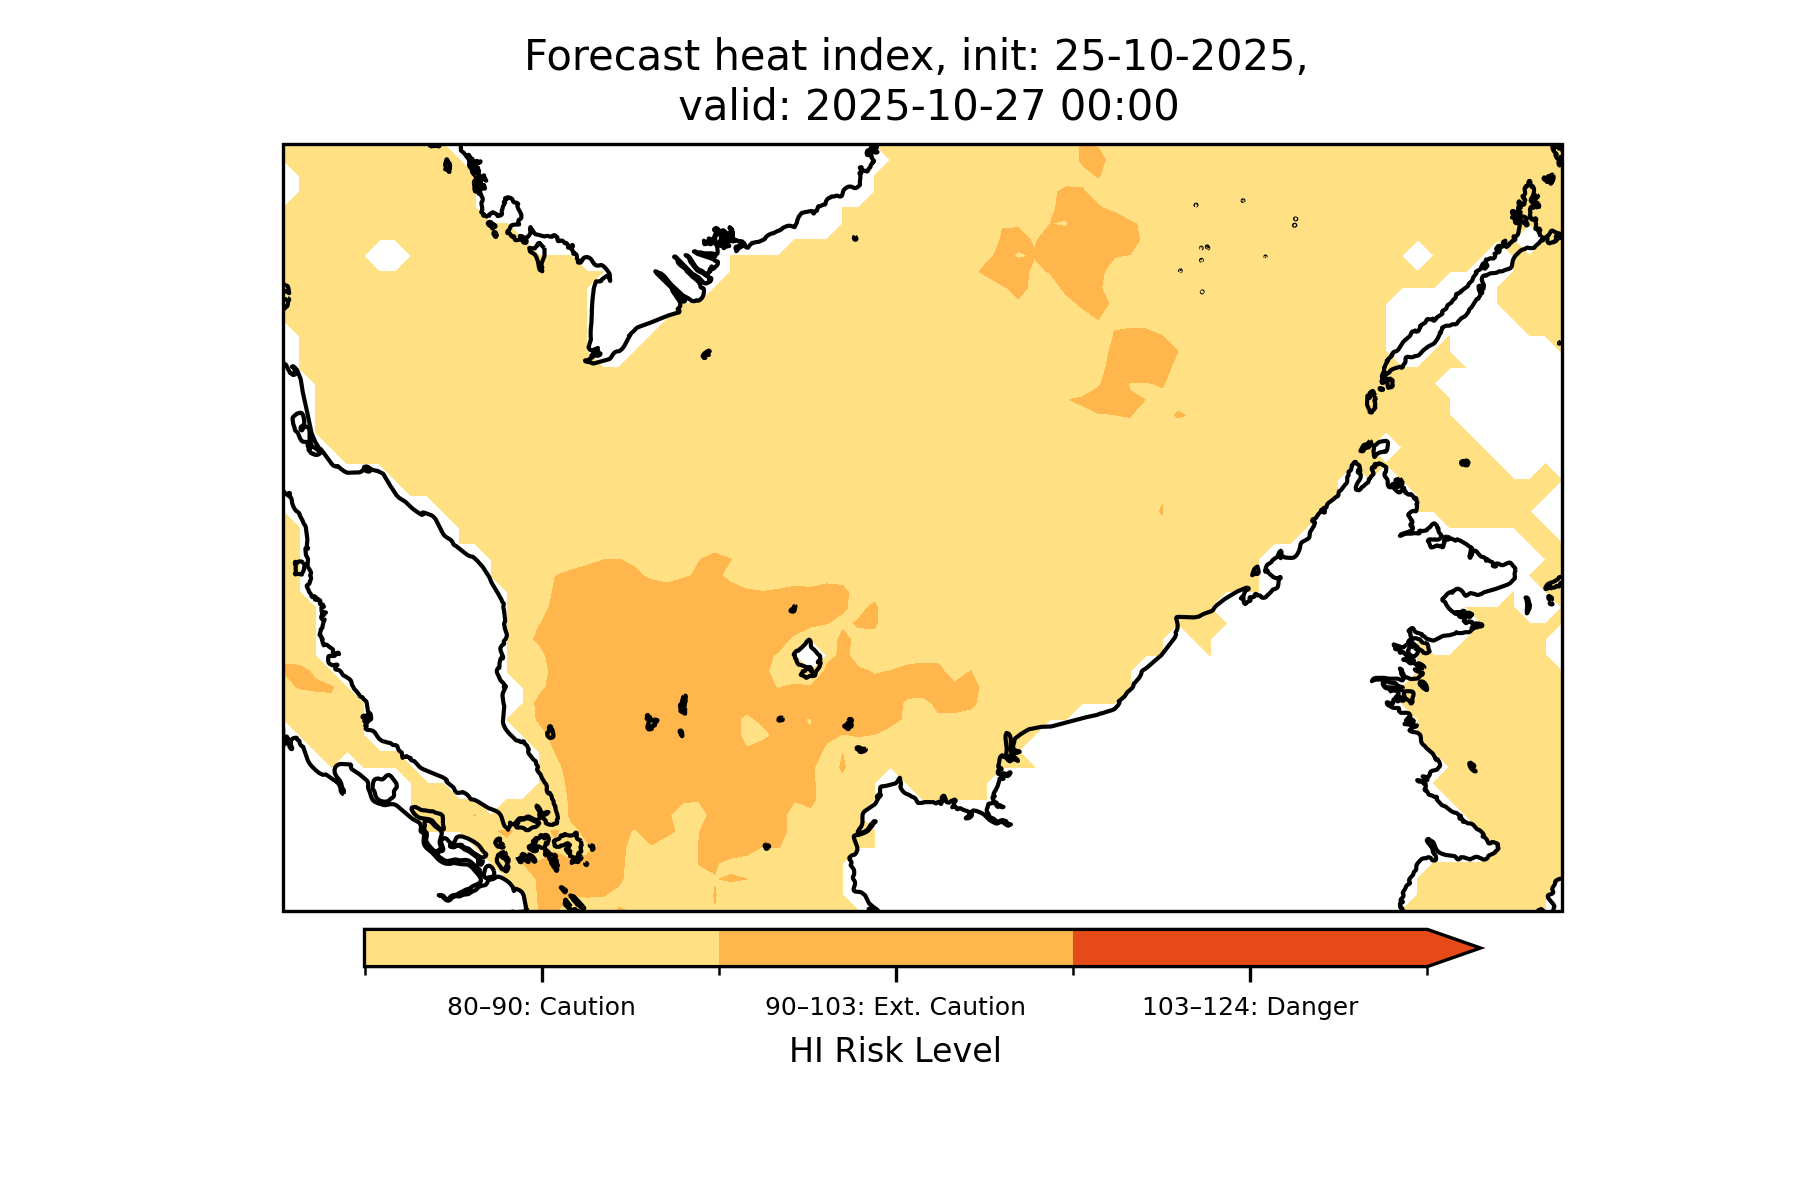 Forecast heat index, init: 25-10-2025,
valid: 2025-10-27 00:00
80–90: Caution
90–103: Ext. Caution
103–124: Danger
HI Risk Level